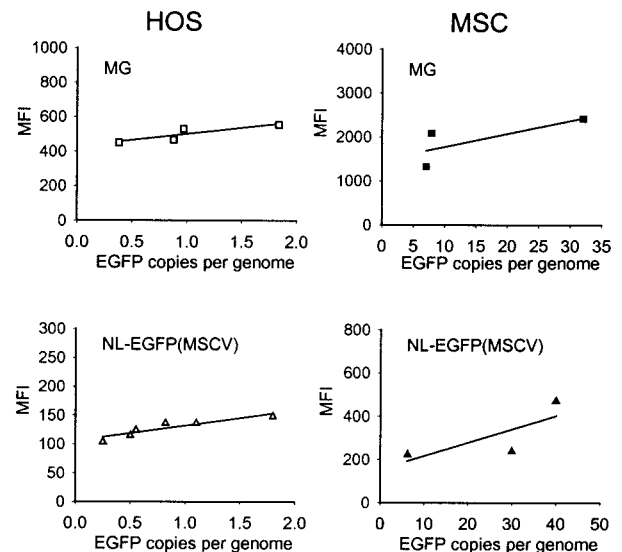 HOS
MSC
1000
800
600
400
200
0
MFI
MG
0.0 0.5 1.0 1.5 2.0
EGFP copies per genome
4000
3000
2000
1000
0
MFI
MG
0 5 10 15 20 25 30 35
EGFP copies per genome
300
250
200
150
100
50
0
MFI
NL-EGFP(MSCV)
0.0 0.5 1.0 1.5 2.0
EGFP copies per genome
800
600
400
200
0
MFI
NL-EGFP(MSCV)
0 10 20 30 40 50
EGFP copies per genome